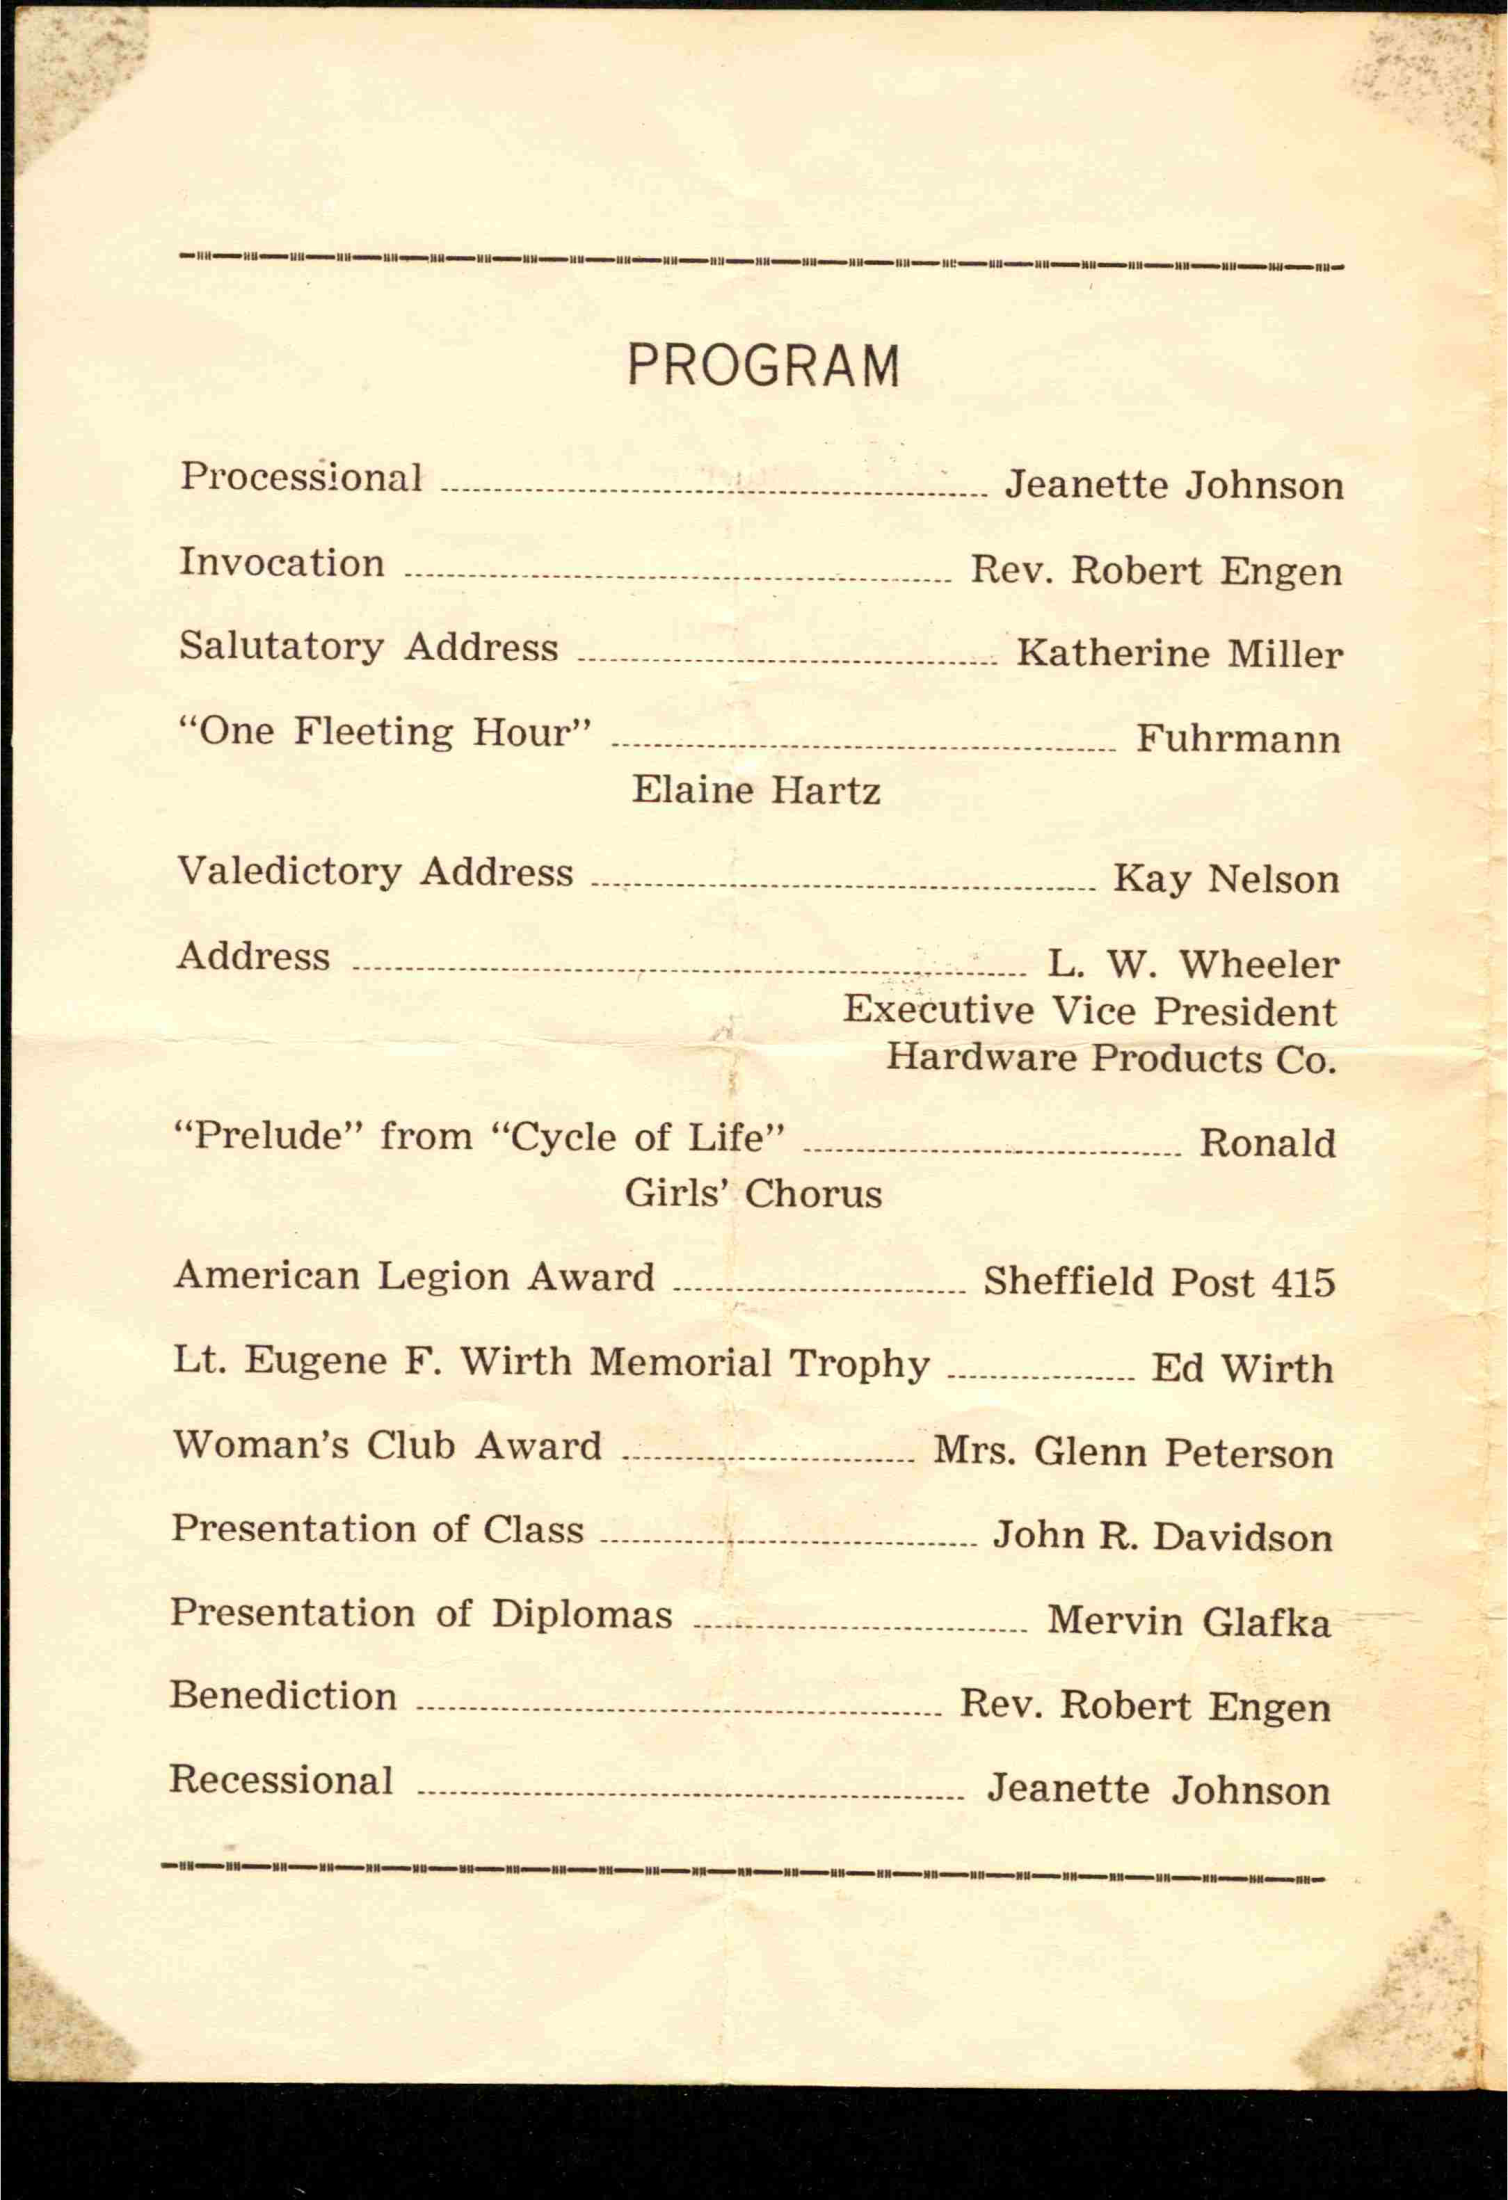 PROGRAM
Processional ........ Jeanette Johnson
Invocation ........ Rev. Robert Engen
Salutatory Address ........ Katherine Miller
“One Fleeting Hour” ........ Fuhrmann
Elaine Hartz
Valedictory Address ........ Kay Nelson
Address ........ L. W. Wheeler
Executive Vice President
Hardware Products Co.
“Prelude” from “Cycle of Life” ........ Ronald
Girls’ Chorus
American Legion Award ........ Sheffield Post 415
Lt. Eugene F. Wirth Memorial Trophy ........ Ed Wirth
Woman’s Club Award ........ Mrs. Glenn Peterson
Presentation of Class ........ John R. Davidson
Presentation of Diplomas ........ Mervin Glafka
Benediction ........ Rev. Robert Engen
Recessional ........ Jeanette Johnson